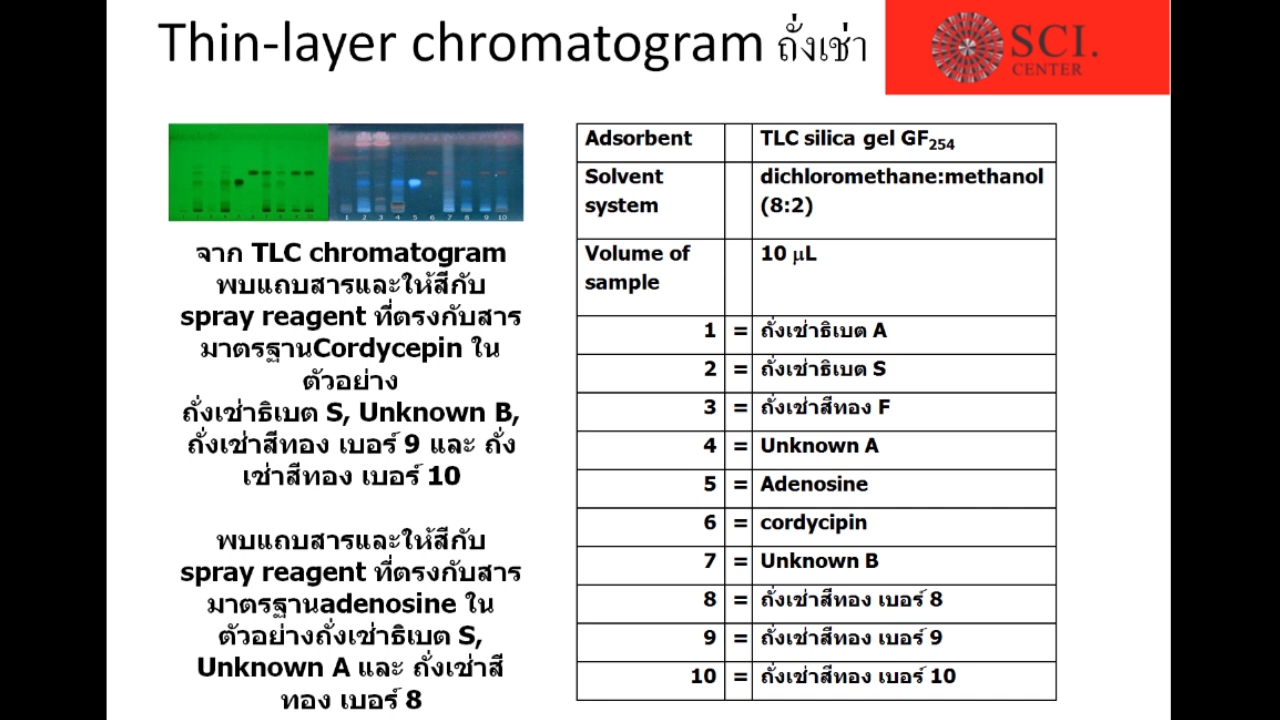 Thin-layer chromatogram ถั่งเช่า
SCI.
CENTER
จาก TLC chromatogram
พบแถบสารและให้สีกับ
spray reagent ที่ตรงกับสาร
มาตรฐานCordycepin ใน
ตัวอย่าง
ถั่งเช่าธิเบต S, Unknown B,
ถั่งเช่าสีทอง เบอร์ 9 และ ถั่ง
เช่าสีทอง เบอร์ 10
พบแถบสารและให้สีกับ
spray reagent ที่ตรงกับสาร
มาตรฐานadenosine ใน
ตัวอย่างถั่งเช่าธิเบต S,
Unknown A และ ถั่งเช่าสี
ทอง เบอร์ 8
Adsorbent TLC silica gel GF254
Solvent dichloromethane:methanol
system (8:2)
Volume of 10 µL
sample
1 = ถั่งเช่าธิเบต A
2 = ถั่งเช่าธิเบต S
3 = ถั่งเช่าสีทอง F
4 = Unknown A
5 = Adenosine
6 = cordycipin
7 = Unknown B
8 = ถั่งเช่าสีทอง เบอร์ 8
9 = ถั่งเช่าสีทอง เบอร์ 9
10 = ถั่งเช่าสีทอง เบอร์ 10
1 2 3 4 5 6 7 8 9 10